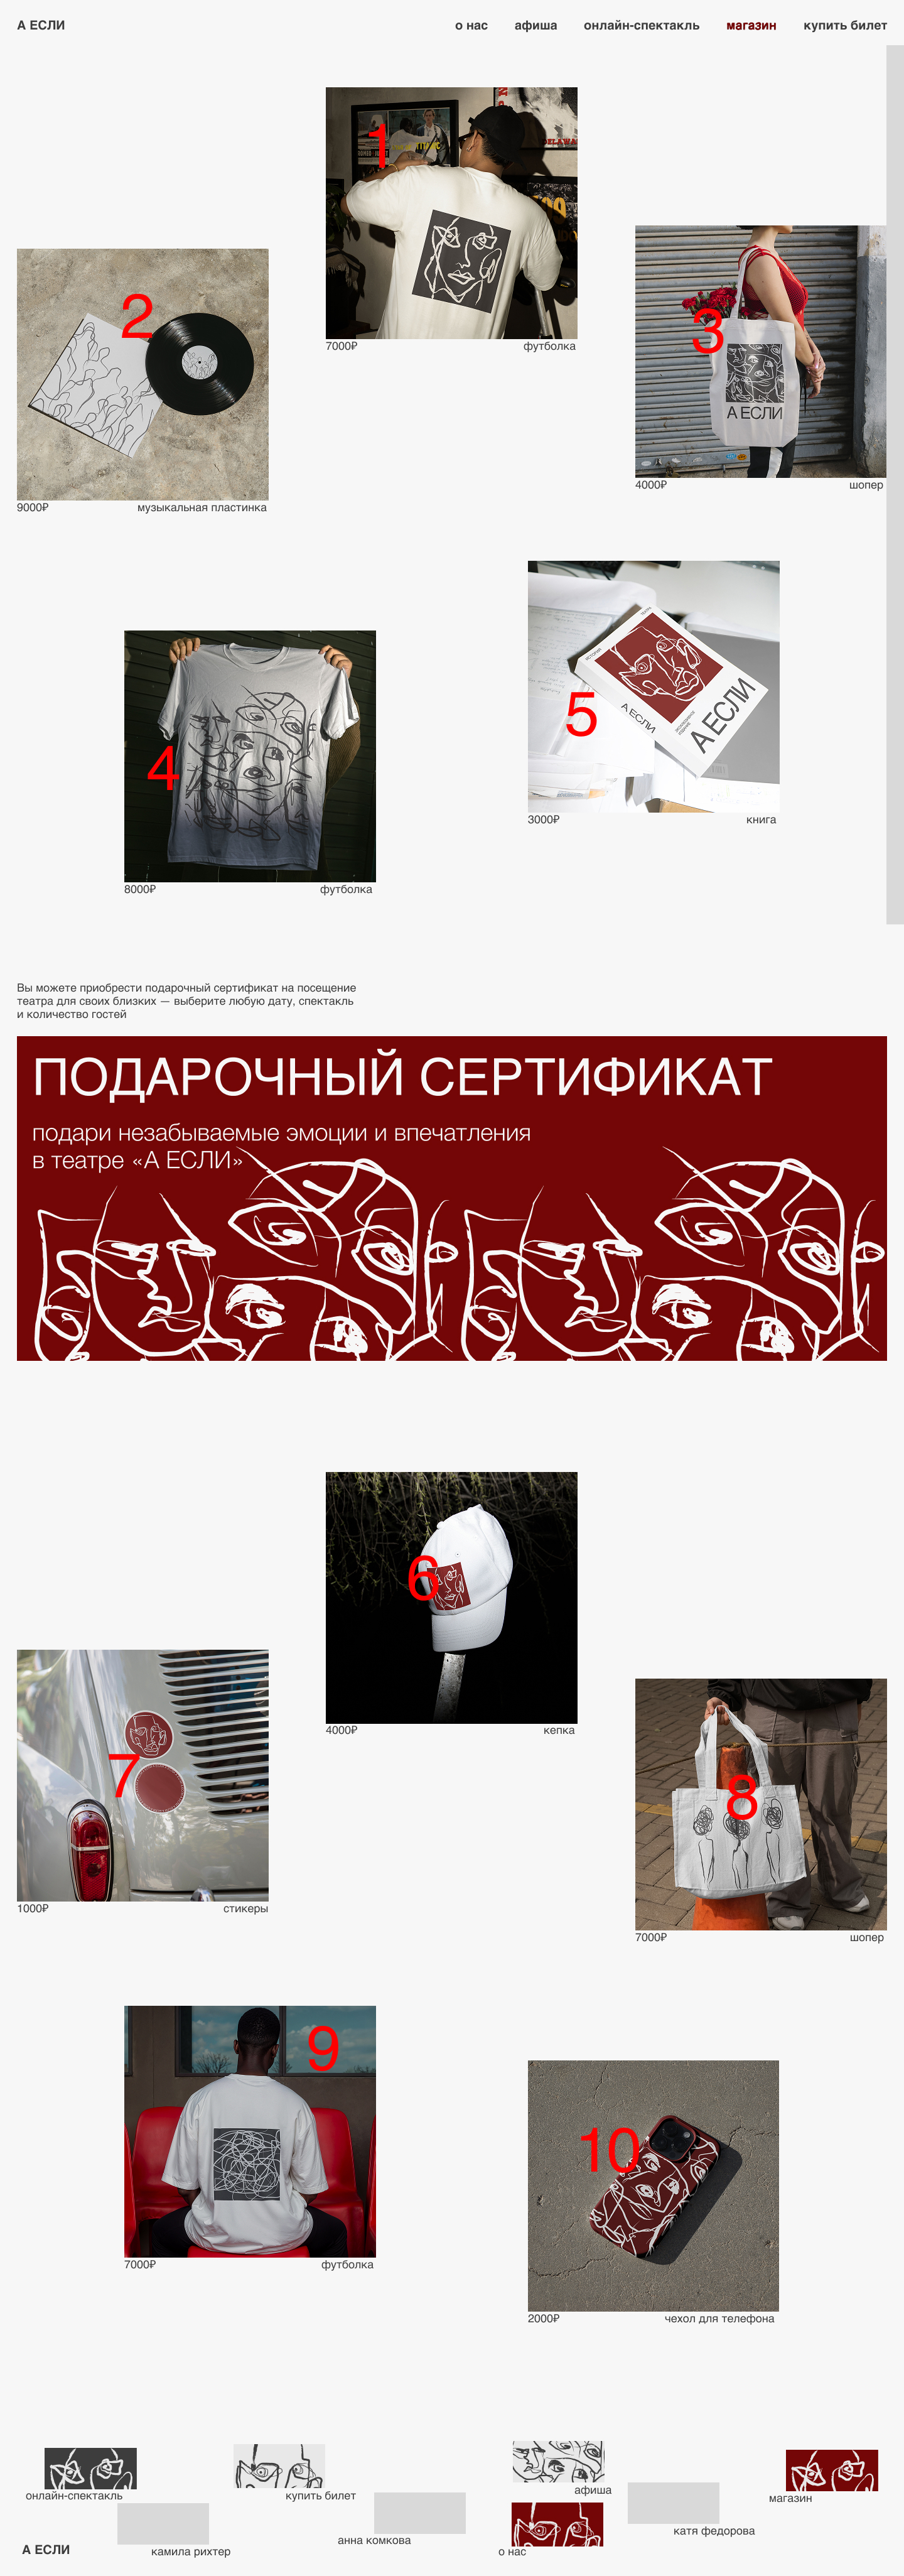 А ЕСЛИ
о нас
афиша
онлайн-спектакль
магазин
купить билет
1
7000₽
футболка
2
9000₽
музыкальная пластинка
3
А ЕСЛИ
4000₽
шопер
4
8000₽
футболка
5
А ЕСЛИ
А ЕСЛИ
3000₽
книга
Вы можете приобрести подарочный сертификат на посещение
театра для своих близких — выберите любую дату, спектакль
и количество гостей
ПОДАРОЧНЫЙ СЕРТИФИКАТ
подари незабываемые эмоции и впечатления
в театре «А ЕСЛИ»
6
4000₽
кепка
7
1000₽
стикеры
8
7000₽
шопер
9
7000₽
футболка
10
2000₽
чехол для телефона
онлайн-спектакль
купить билет
афиша
магазин
камила рихтер
анна комкова
о нас
катя федорова
А ЕСЛИ